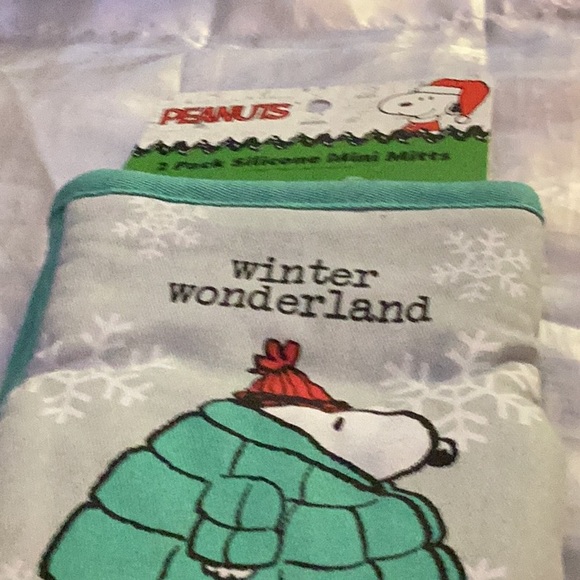 PEANUTS
2 Pack Silicone Mini Mitts
winter
wonderland